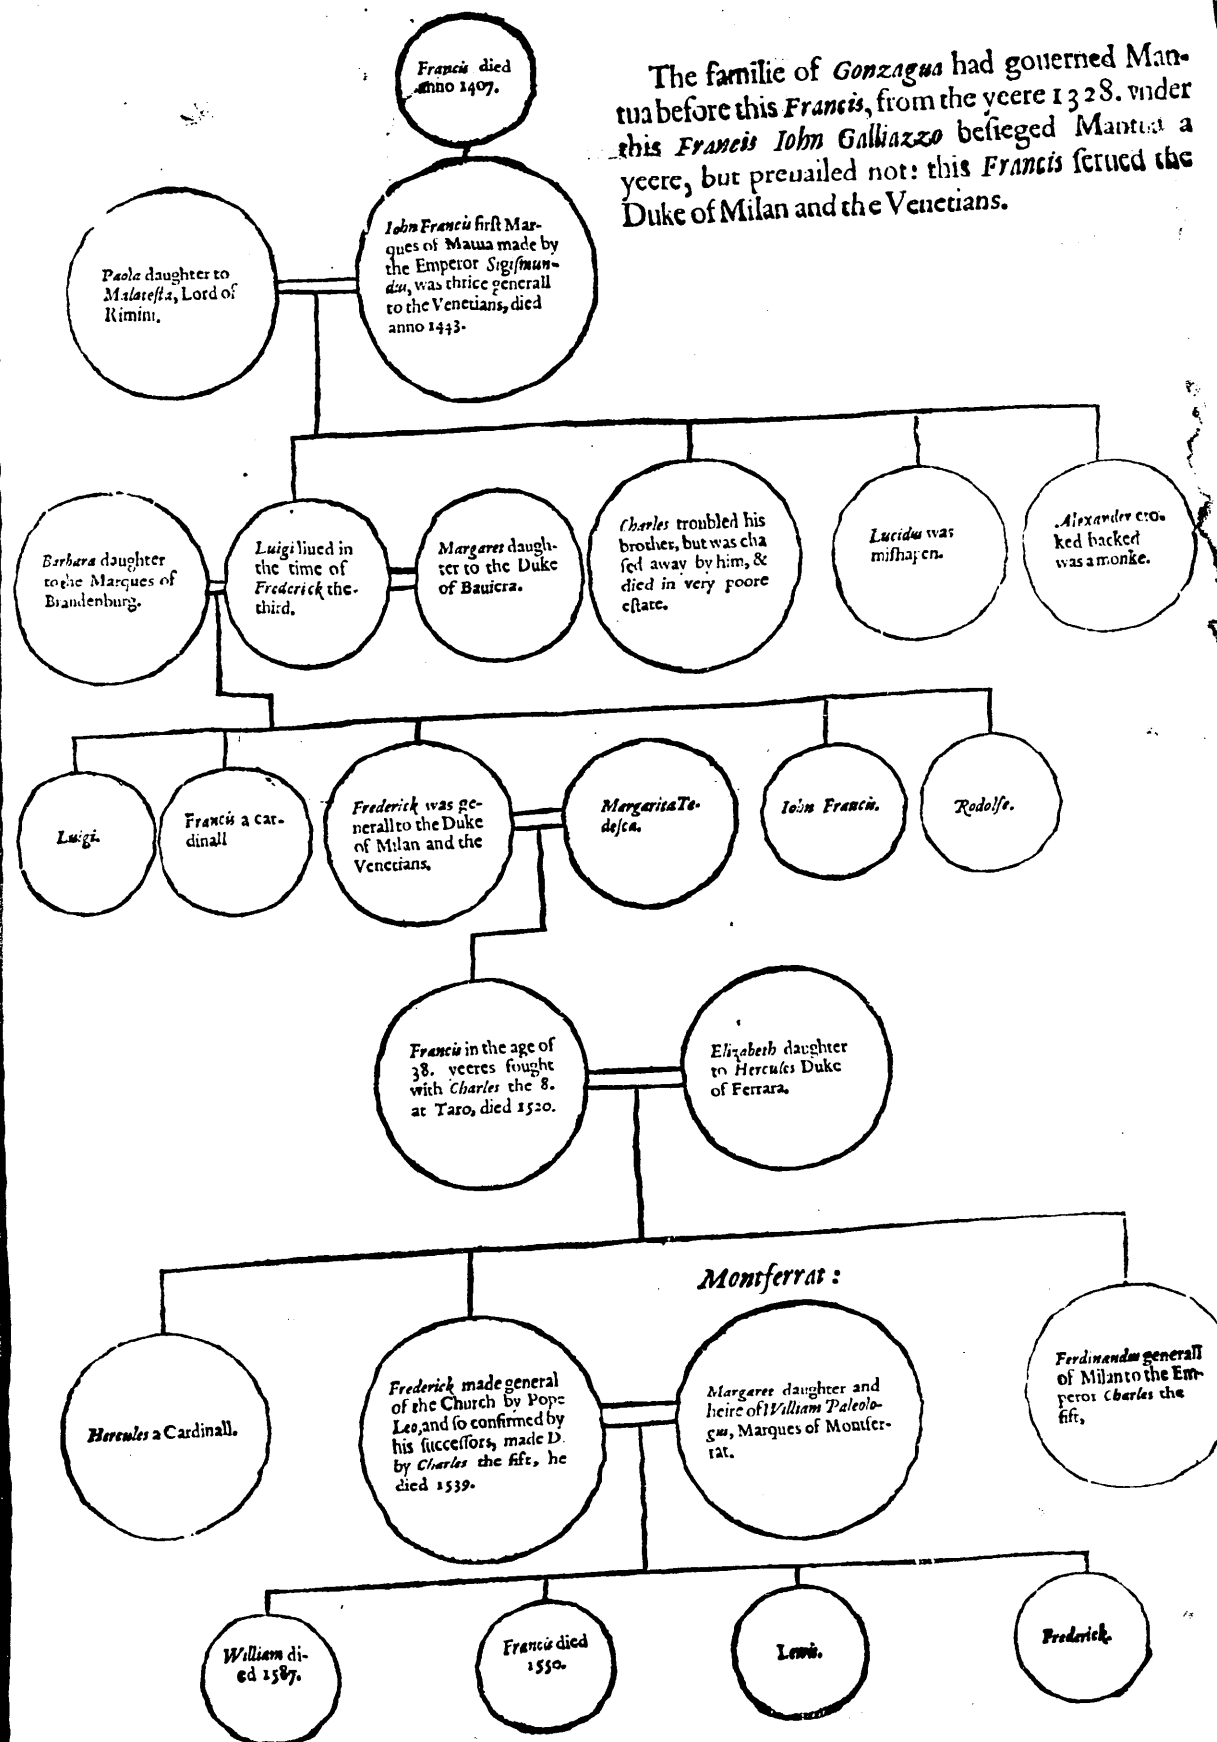 Francis died
anno 1407.
The familie of Gonzagua had gouerned Man-
tua before this Francis, from the yeere 1328. vnder
this Francis Iohn Galliazzo besieged Mantua a
yeere, but preuailed not: this Francis serued the
Duke of Milan and the Venetians.
Paola daughter to
Malatesta, Lord of
Rimini.
Iohn Francis first Mar-
ques of made by
the Emperor Sigismun-
dus, was thrice generall
to the Venetians, died
anno 1443.
Barbara daughter
to the Marques of
Brandenburg.
Luigi liued in
the time of
Frederick the
third.
Margaret daugh-
ter to the Duke
of Bauiera.
Charles troubled his
brother, but was cha
sed away by him, &
died in very poore
estate.
Lucidus was
mishapen.
Alexander croo-
ked backed
was a monke.
Luigi.
Francis a car-
dinall
Frederick was ge-
nerall to the Duke
of Milan and the
Venetians.
Margarita Te-
desca.
Iohn Francis.
Rodolfe.
Francis in the age of
38. yeeres fought
with Charles the 8.
at Taro, died 1520.
Elizabeth daughter
to Hercules Duke
of Ferrara.
Montferrat:
Hercules a Cardinall.
Frederick made general
of the Church by Pope
Leo, and so confirmed by
his successors, made D.
by Charles the fift, he
died 1539.
Margaret daughter and
heire of William Paleolo-
gus, Marques of Montfer-
rat.
Ferdinandus generall
of Milan to the Em-
peror Charles the
fift,
William di-
ed 1587.
Francis died
1550.
Lewis.
Frederick.